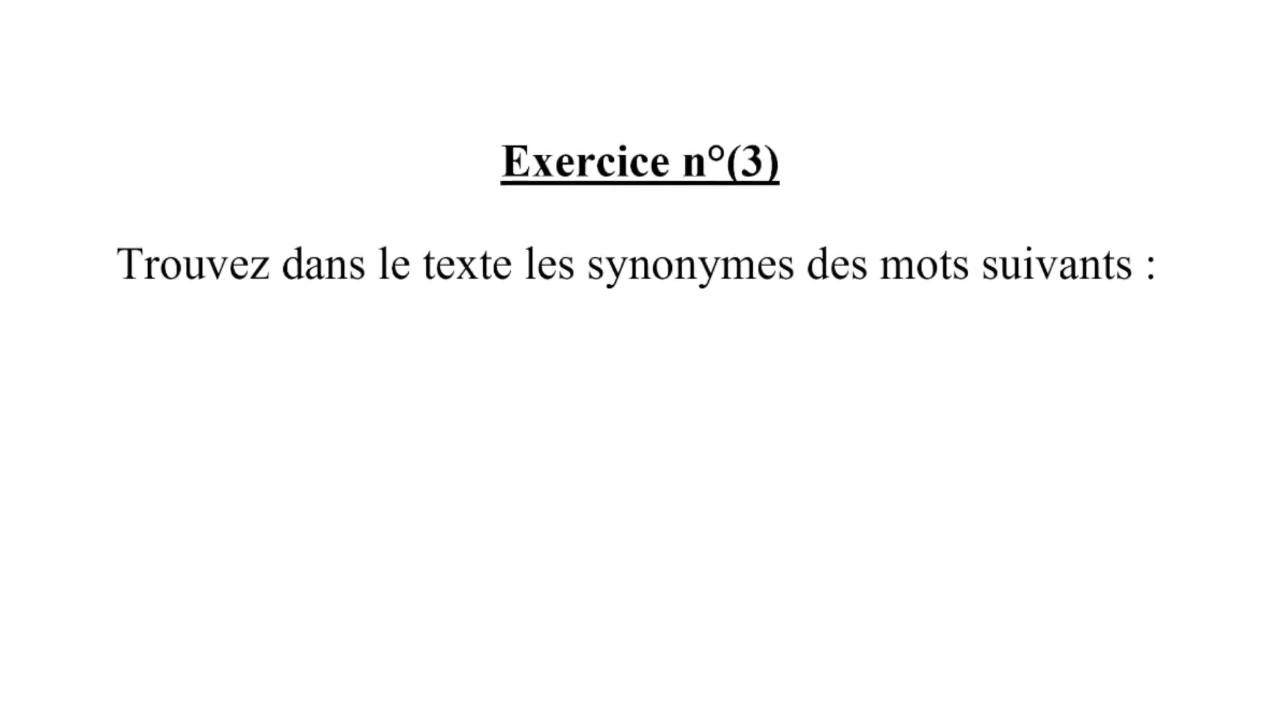 Exercice n°(3)
Trouvez dans le texte les synonymes des mots suivants :